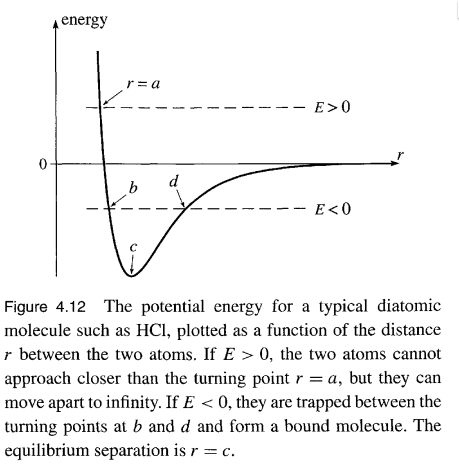 energy
r = a
E > 0
0
r
b
d
E < 0
c
Figure 4.12 The potential energy for a typical diatomic
molecule such as HCl, plotted as a function of the distance
r between the two atoms. If E > 0, the two atoms cannot
approach closer than the turning point r = a, but they can
move apart to infinity. If E < 0, they are trapped between the
turning points at b and d and form a bound molecule. The
equilibrium separation is r = c.